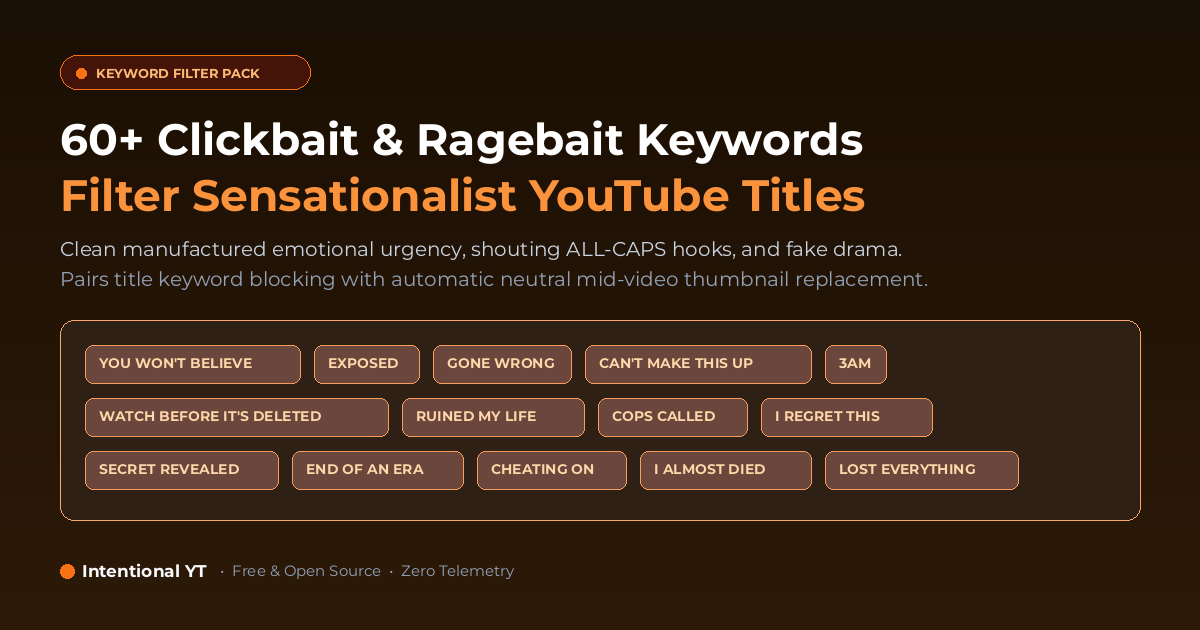 KEYWORD FILTER PACK
60+ Clickbait & Ragebait Keywords
Filter Sensationalist YouTube Titles
Clean manufactured emotional urgency, shouting ALL-CAPS hooks, and fake drama.
Pairs title keyword blocking with automatic neutral mid-video thumbnail replacement.
YOU WON'T BELIEVE EXPOSED GONE WRONG CAN'T MAKE THIS UP 3AM
WATCH BEFORE IT'S DELETED RUINED MY LIFE COPS CALLED I REGRET THIS
SECRET REVEALED END OF AN ERA CHEATING ON I ALMOST DIED LOST EVERYTHING
Intentional YT · Free & Open Source · Zero Telemetry